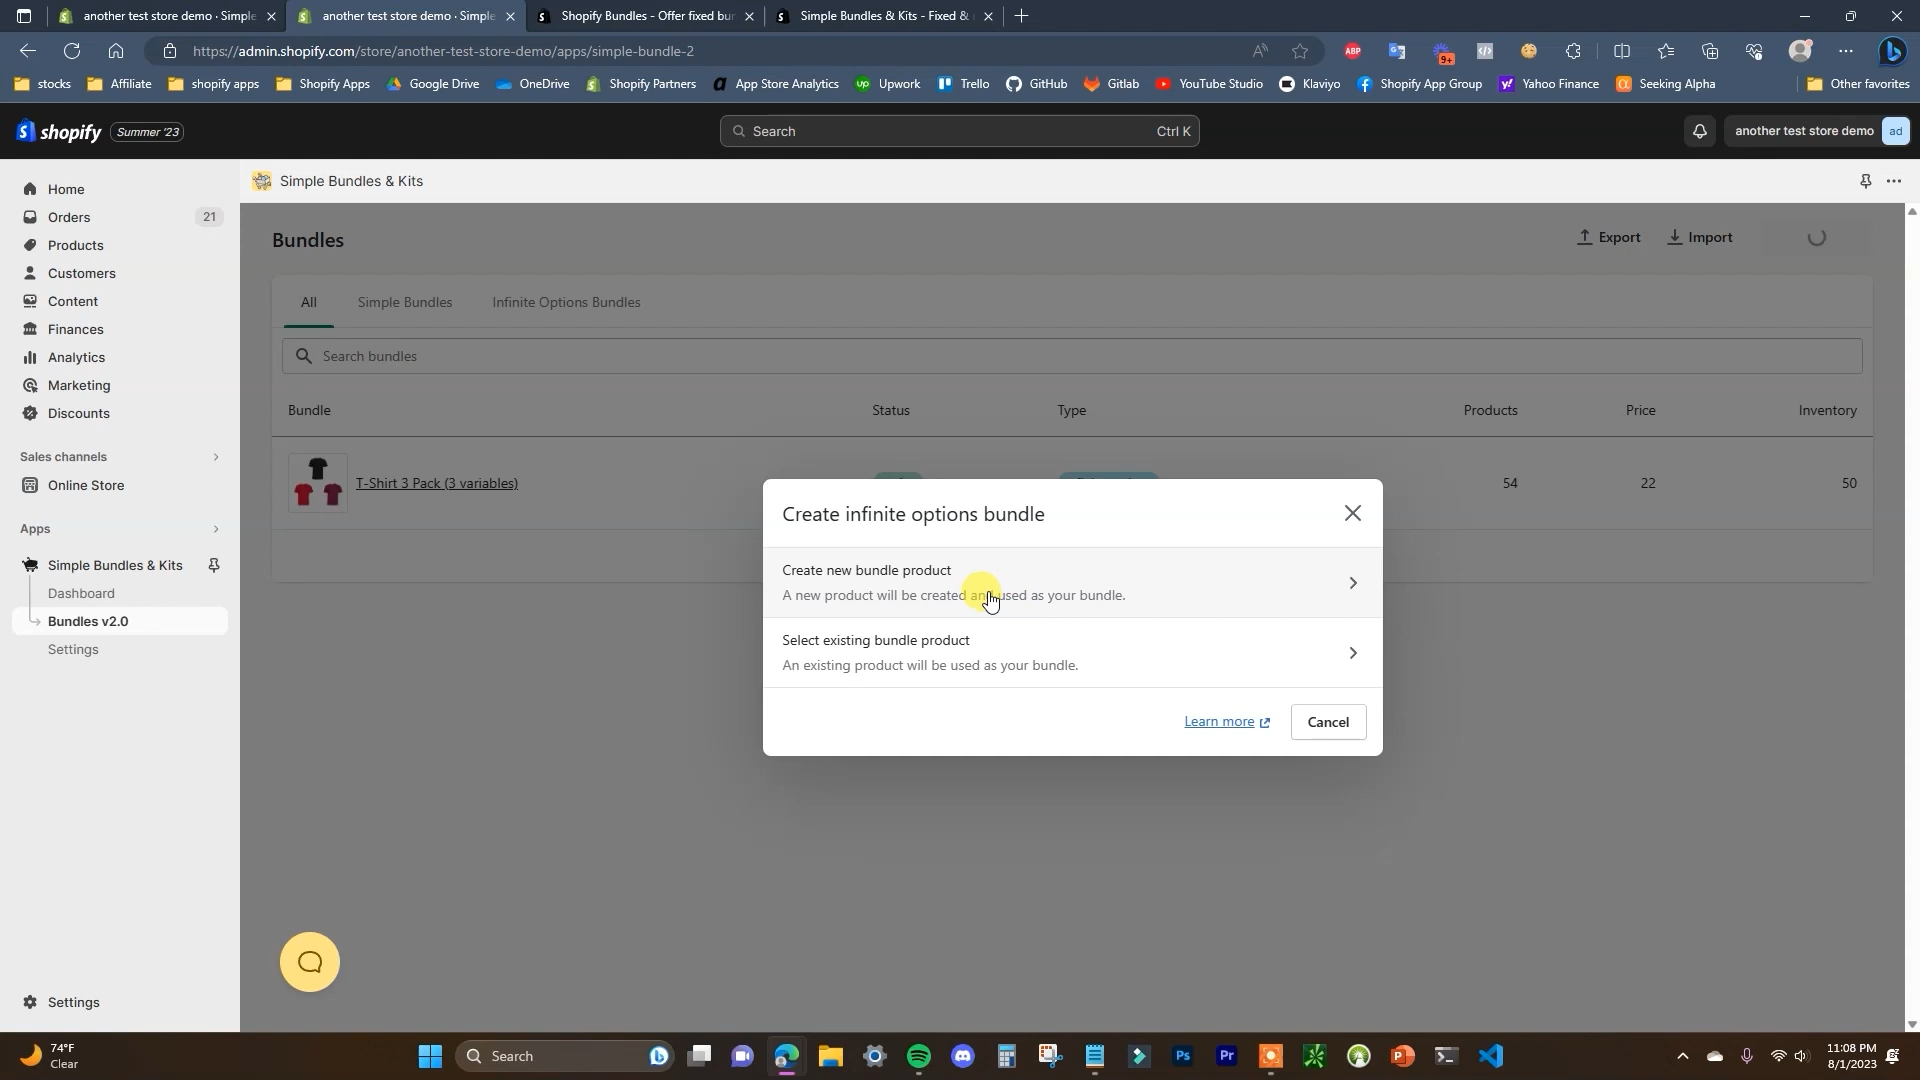 another test store demo · Simple
another test store demo · Simple
Shopify Bundles - Offer fixed bun
Simple Bundles & Kits - Fixed &
https://admin.shopify.com/store/another-test-store-demo/apps/simple-bundle-2
ABP
9+
stocks
Affiliate
shopify apps
Shopify Apps
Google Drive
OneDrive
Shopify Partners
App Store Analytics
Upwork
Trello
GitHub
Gitlab
YouTube Studio
Klaviyo
Shopify App Group
Yahoo Finance
Seeking Alpha
Other favorites
shopify
Summer '23
Search
Ctrl K
another test store demo
ad
Home
Orders
21
Products
Customers
Content
Finances
Analytics
Marketing
Discounts
Sales channels
Online Store
Apps
Simple Bundles & Kits
Dashboard
Bundles v2.0
Settings
Settings
Simple Bundles & Kits
Bundles
Export
Import
All
Simple Bundles
Infinite Options Bundles
Search bundles
Bundle
Status
Type
Products
Price
Inventory
T-Shirt 3 Pack (3 variables)
54
22
50
Create infinite options bundle
Create new bundle product
A new product will be created and used as your bundle.
Select existing bundle product
An existing product will be used as your bundle.
Learn more
Cancel
74°F
Clear
Search
Ps
Pr
11:08 PM
8/1/2023